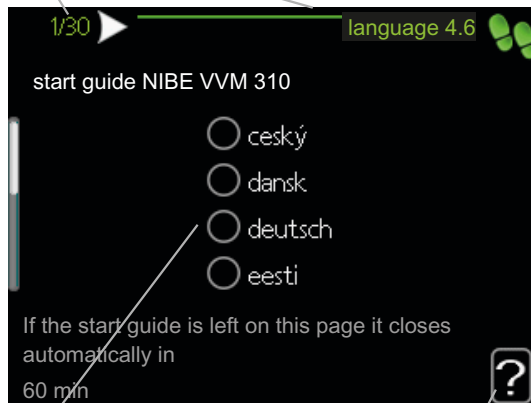 1/30
language 4.6
start guide NIBE VVM 310
ceský
dansk
deutsch
eesti
If the start guide is left on this page it closes
automatically in
60 min
?